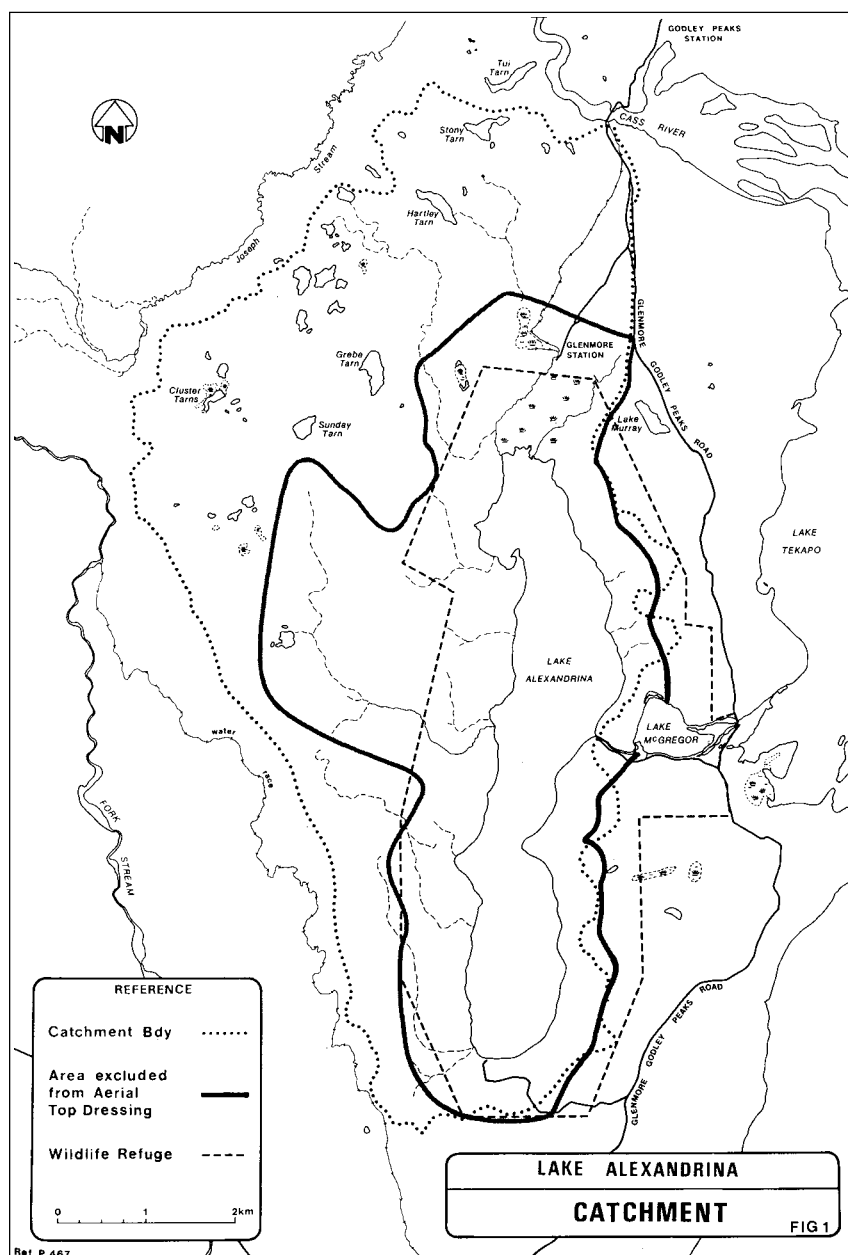 GODLEY PEAKS
STATION
Tui
Tarn
CASS RIVER
Stony
Tarn
N
Stream
Joseph
Hartley
Tarn
GLENMORE
GODLEY
PEAKS
ROAD
GLENMORE
STATION
Grebe
Tarn
Cluster
Tarns
Lake
Murray
Sunday
Tarn
LAKE
TEKAPO
LAKE
ALEXANDRINA
LAKE
McGREGOR
water
race
FORK
STREAM
GLENMORE GODLEY PEAKS ROAD
REFERENCE
Catchment Bdy
Area excluded
from Aerial
Top Dressing
Wildlife Refuge
0 1 2km
LAKE ALEXANDRINA
CATCHMENT
FIG 1
Ref P 467